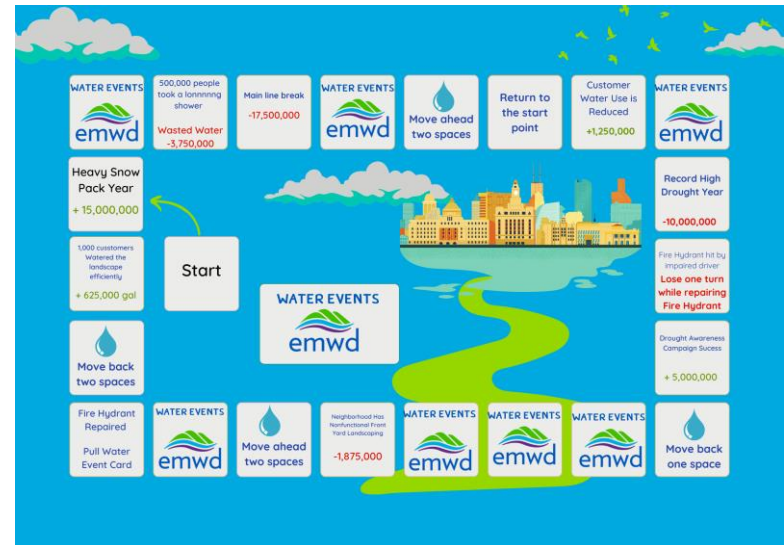 WATER EVENTS
emwd
500,000 people
took a lonnnnng
shower
Wasted Water
-3,750,000
Main line break
-17,500,000
WATER EVENTS
emwd
Move ahead
two spaces
Return to
the start
point
Customer
Water Use is
Reduced
+1,250,000
WATER EVENTS
emwd
Heavy Snow
Pack Year
+ 15,000,000
Record High
Drought Year
-10,000,000
1,000 cusstomers
Watered the
landscape
efficiently
+ 625,000 gal
Start
Fire Hydrant hit by
impaired driver
Lose one turn
while repairing
Fire Hydrant
WATER EVENTS
emwd
Move back
two spaces
Drought Awareness
Campaign Sucess
+ 5,000,000
Fire Hydrant
Repaired
Pull Water
Event Card
WATER EVENTS
emwd
Move ahead
two spaces
Neighborhood Has
Nonfunctional Front
Yard Landscaping
-1,875,000
WATER EVENTS
emwd
WATER EVENTS
emwd
WATER EVENTS
emwd
Move back
one space